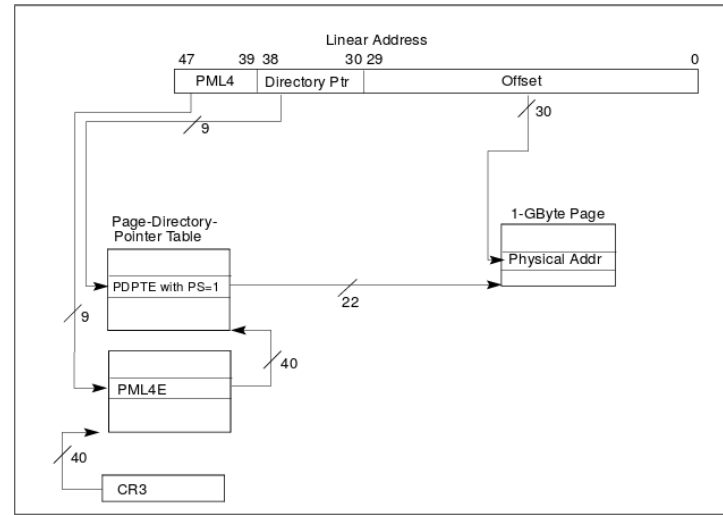 Linear Address
47 39 38 30 29 0
PML4 Directory Ptr Offset
9 30
Page-Directory-
Pointer Table
1-GByte Page
Physical Addr
PDPTE with PS=1
22
9
40
PML4E
40
CR3